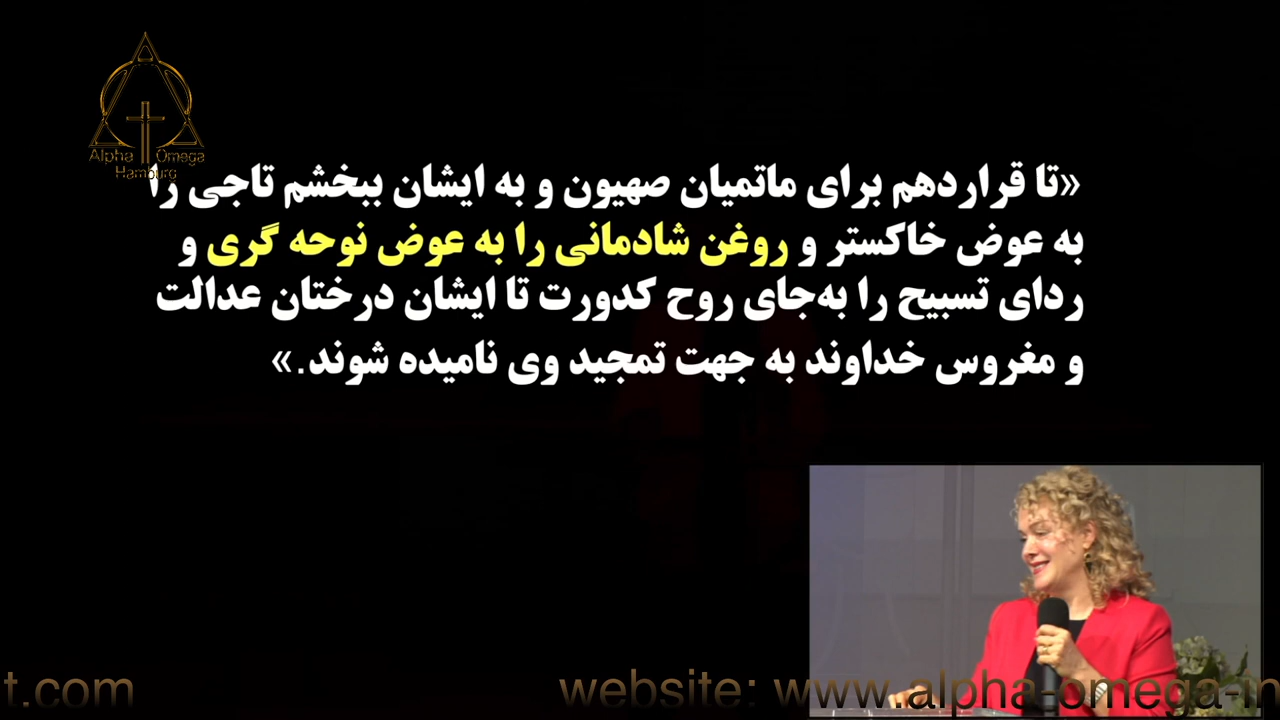 Alpha Omega
Hamburg
«تا قراردهم برای ماتمیان صهیون و به ایشان ببخشم تاجی را
به عوض خاکستر و روغن شادمانی را به عوض نوحه گری و
ردای تسبیح را به‌جای روح کدورت تا ایشان درختان عدالت
و مغروس خداوند به جهت تمجید وی نامیده شوند.»
t.com website: www.alpha-omega-in